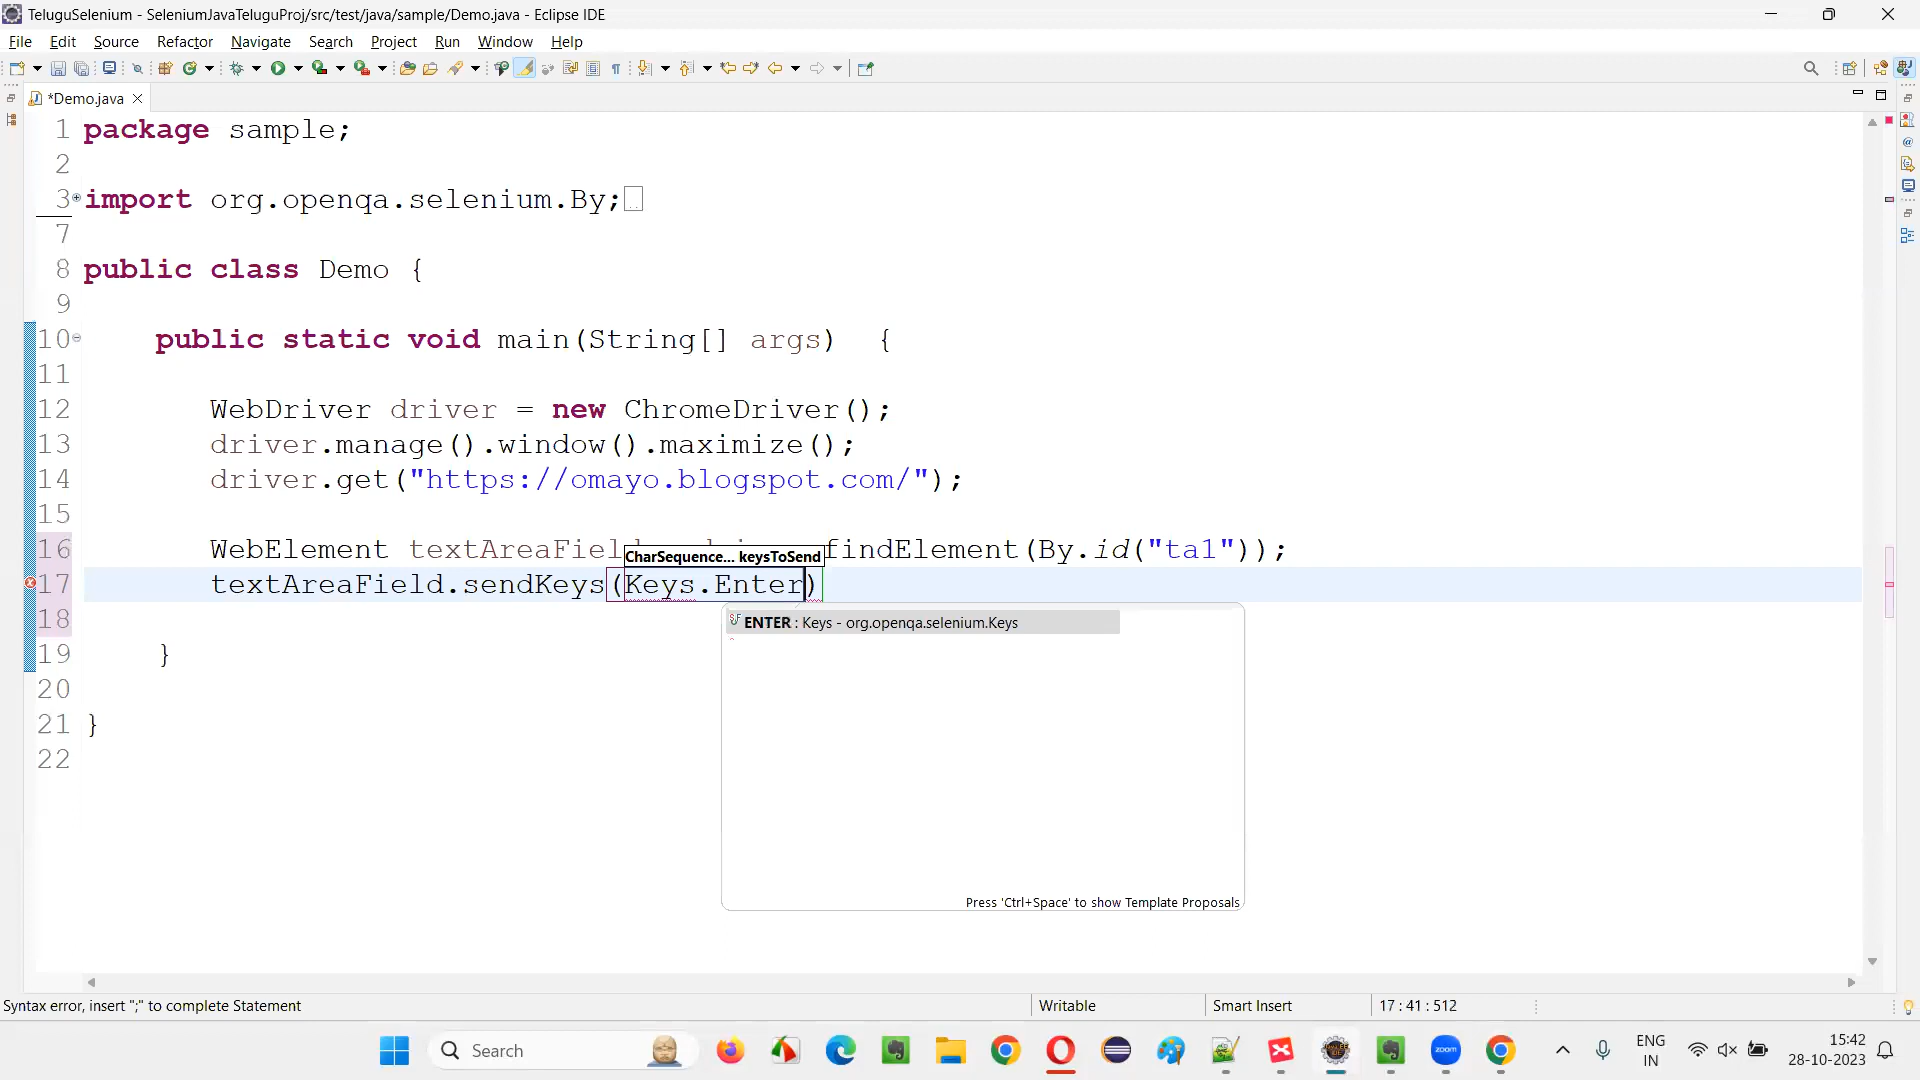 TeluguSelenium - SeleniumJavaTeluguProj/src/test/java/sample/Demo.java - Eclipse IDE
File Edit Source Refactor Navigate Search Project Run Window Help
*Demo.java
1 package sample;
2
3 import org.openqa.selenium.By;
7
8 public class Demo {
9
10 public static void main(String[] args) {
11
12 WebDriver driver = new ChromeDriver();
13 driver.manage().window().maximize();
14 driver.get("https://omayo.blogspot.com/");
15
16 WebElement textAreaFiel findElement(By.id("ta1"));
CharSequence... keysToSend
17 textAreaField.sendKeys(Keys.Enter)
18
ENTER : Keys - org.openqa.selenium.Keys
19 }
20
21 }
22
Press 'Ctrl+Space' to show Template Proposals
Syntax error, insert ";" to complete Statement Writable Smart Insert 17 : 41 : 512
Search
zoom
ENG
IN
15:42
28-10-2023